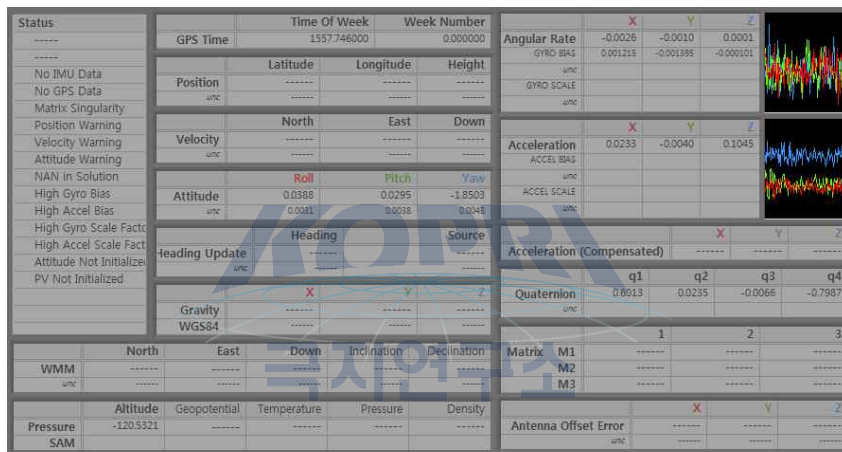 Status
-----
-----
No IMU Data
No GPS Data
Matrix Singularity
Position Warning
Velocity Warning
Attitude Warning
NAN in Solution
High Gyro Bias
High Accel Bias
High Gyro Scale Facto
High Accel Scale Fact
Attitude Not Initialize
PV Not Initialized
Time Of Week Week Number
GPS Time 1557.746000 0.000000
Latitude Longitude Height
Position ------ ------ ------
unc ------ ------ ------
North East Down
Velocity ------ ------ ------
unc ------ ------ ------
Roll Pitch Yaw
Attitude 0.0388 0.0295 -1.8503
unc 0.0031 0.0038 0.0045
Heading Source
Heading Update ------ ------
unc ------ ------
X Y Z
Gravity ------ ------ ------
WGS84 ------ ------ ------
North East Down Inclination Declination
WMM ------ ------ ------ ------ ------
unc ------ ------ ------ ------ ------
Altitude Geopotential Temperature Pressure Density
Pressure -120.5321 ------ ------ ------ ------
SAM
X Y Z
Angular Rate -0.0026 -0.0010 0.0001
GYRO BIAS 0.001215 -0.001395 -0.000101
unc
GYRO SCALE
unc
X Y Z
Acceleration 0.0233 -0.0040 0.1045
ACCEL BIAS
unc
ACCEL SCALE
unc
X Y Z
Acceleration (Compensated) ------ ------ ------
q1 q2 q3 q4
Quaternion 0.6013 0.0235 -0.0066 -0.7987
unc
1 2 3
Matrix M1 ------ ------ ------
M2 ------ ------ ------
M3 ------ ------ ------
X Y Z
Antenna Offset Error ------ ------ ------
unc ------ ------ ------
KOPRI
극지연구소